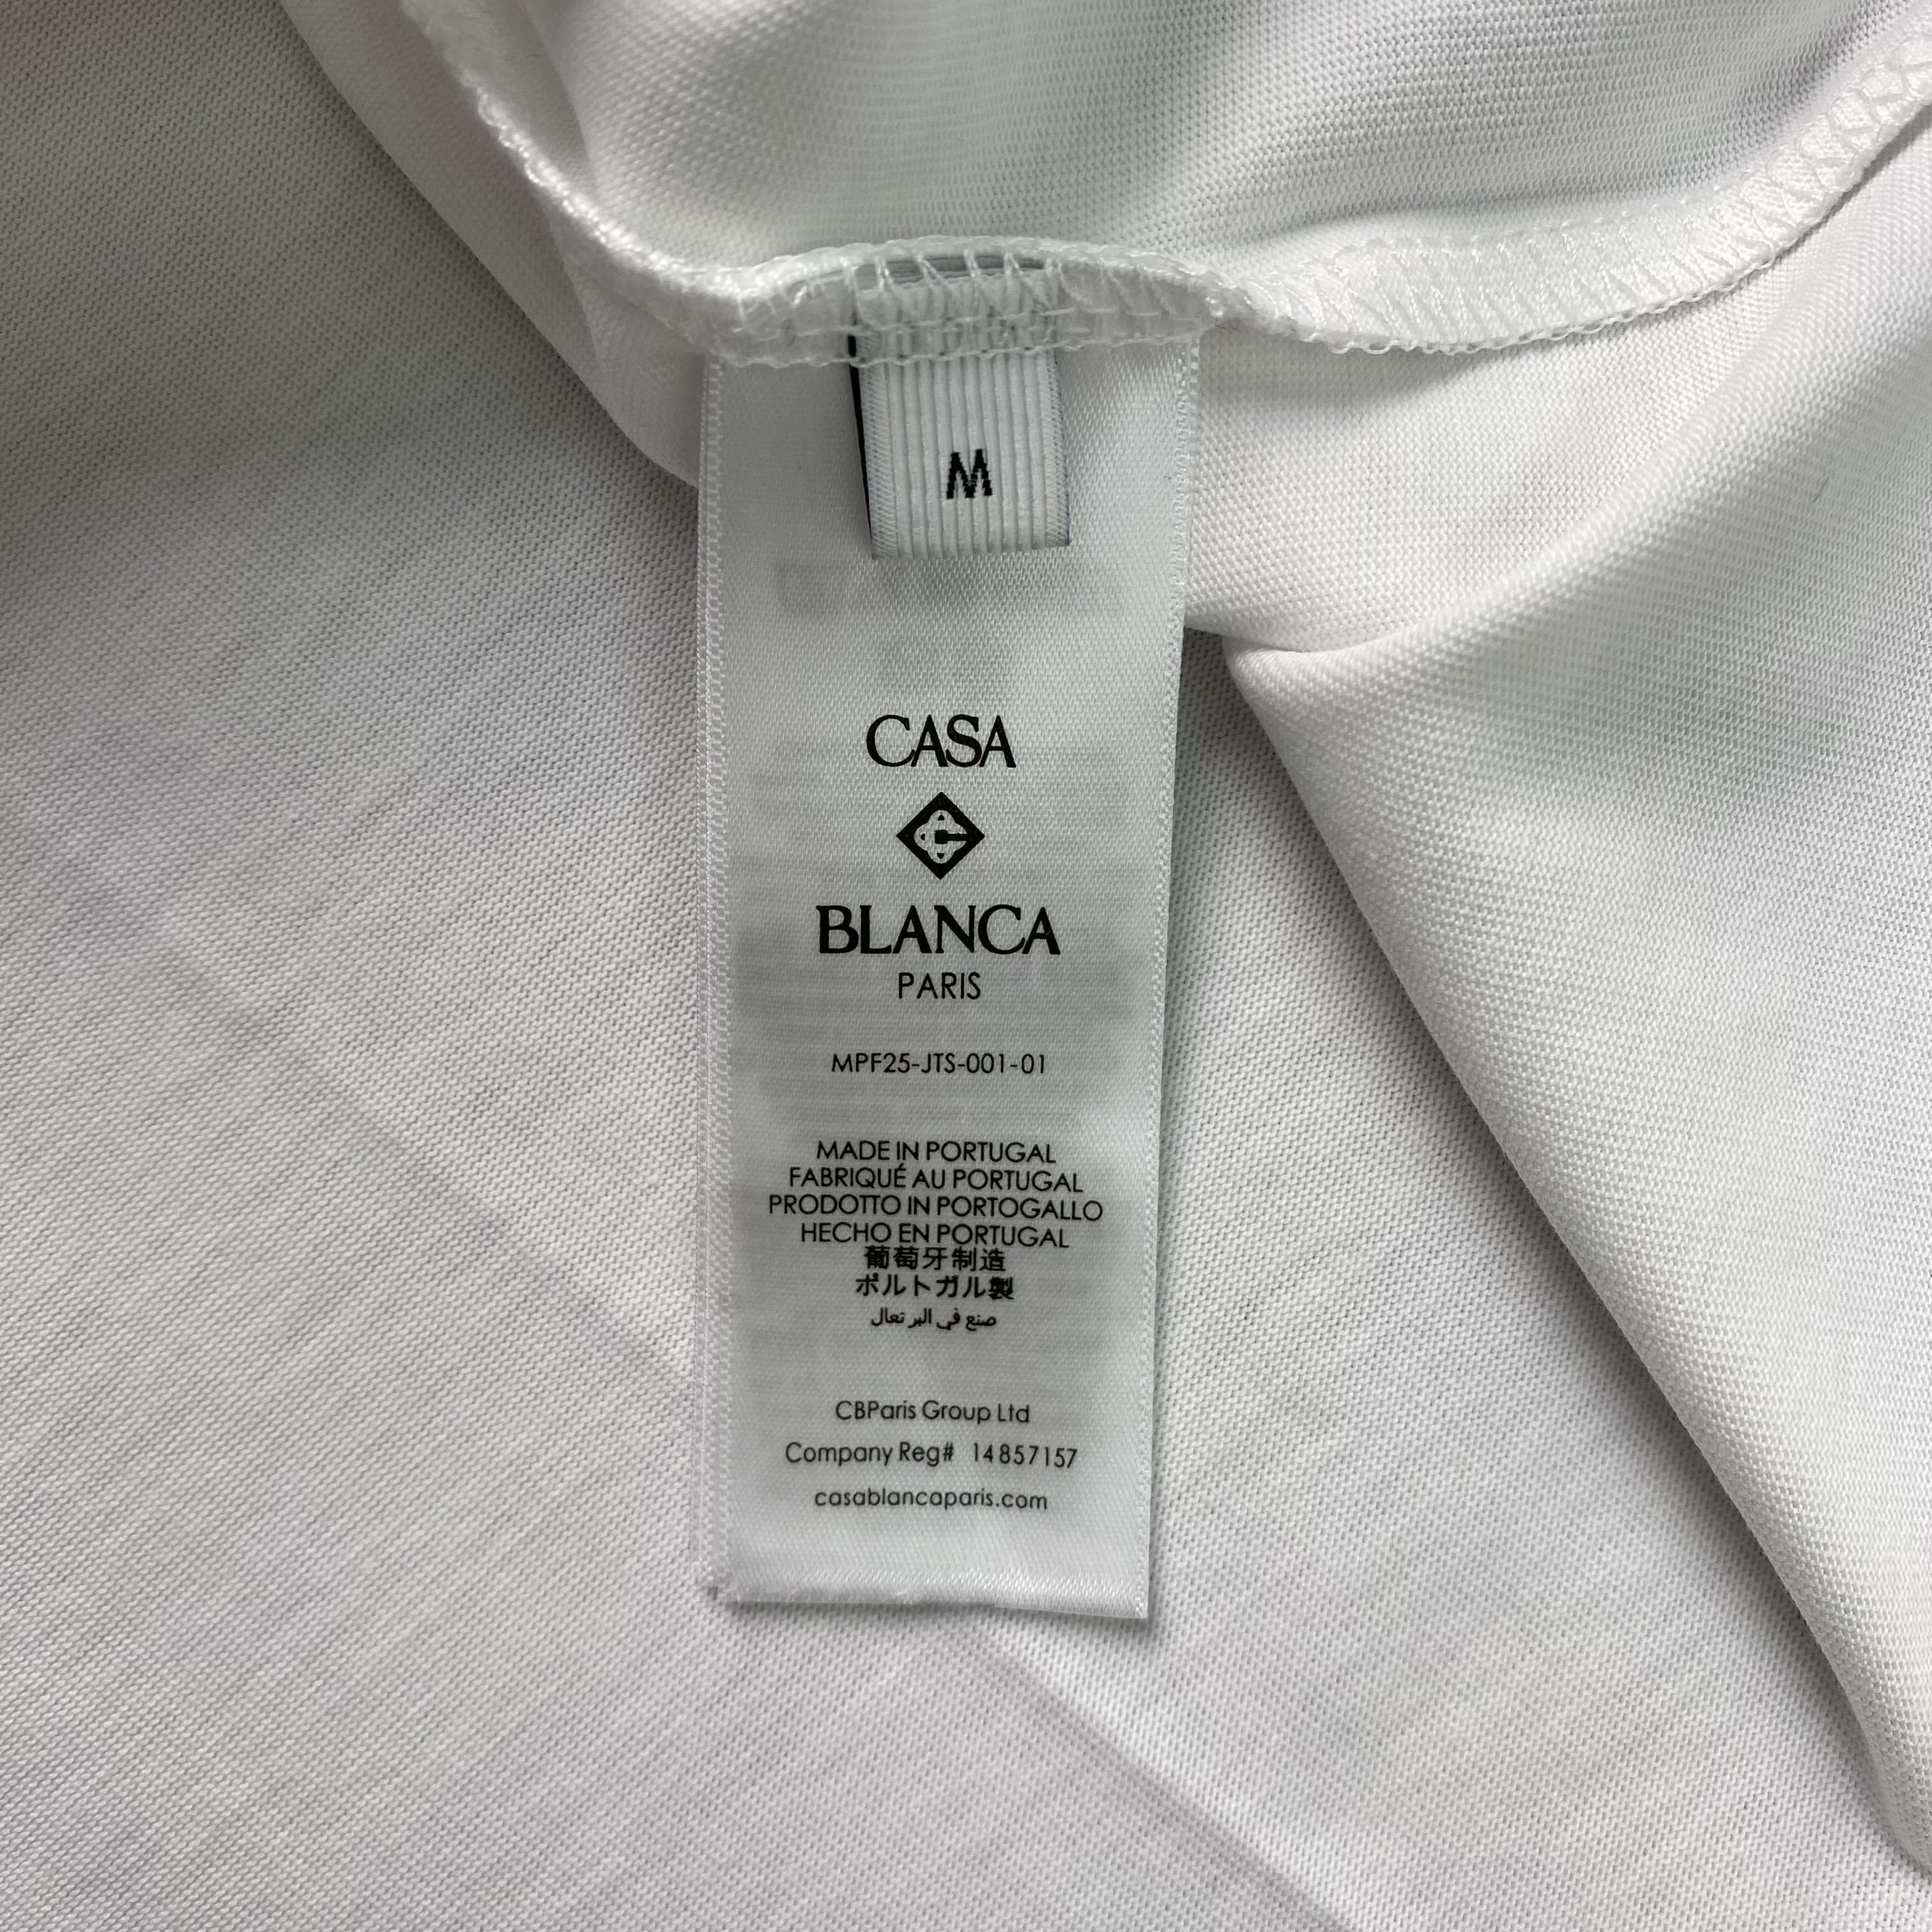 M
CASA
BLANCA
PARIS
MPF25-JTS-001-01
MADE IN PORTUGAL
FABRIQUÉ AU PORTUGAL
PRODOTTO IN PORTOGALLO
HECHO EN PORTUGAL
葡萄牙制造
ポルトガル製
صنع في البر تعال
CBParis Group Ltd
Company Reg# 14857157
casablancaparis.com